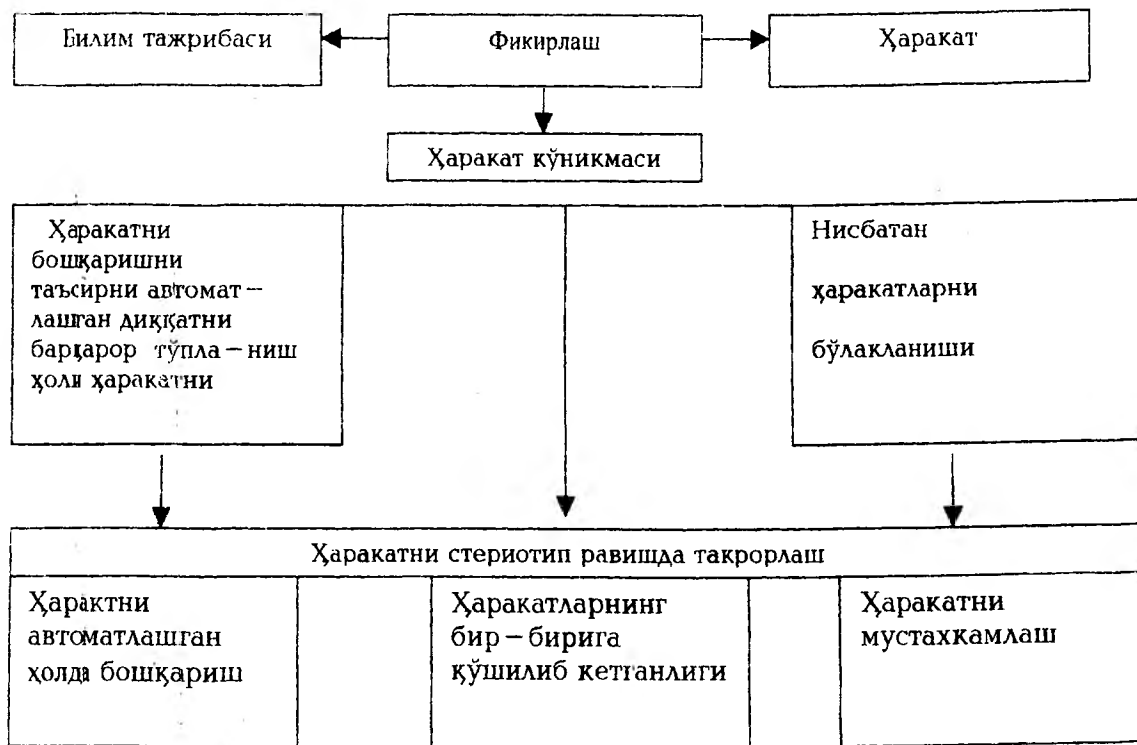 Билим тажрибаси
Фикирлаш
Ҳаракат
Ҳаракат кўникмаси
Ҳаракатни
бошқаришни
таъсирни автомат –
лашган диққатни
барқарор тўпла – ниш
ҳоли ҳаракатни
Нисбатан
ҳаракатларни
бўлакланиши
Ҳаракатни стериотип равишда такрорлаш
Ҳарактни
автоматлашган
ҳолда бошқариш
Ҳаракатларнинг
бир – бирига
қўшилиб кетганлиги
Ҳаракатни
мустахкамлаш